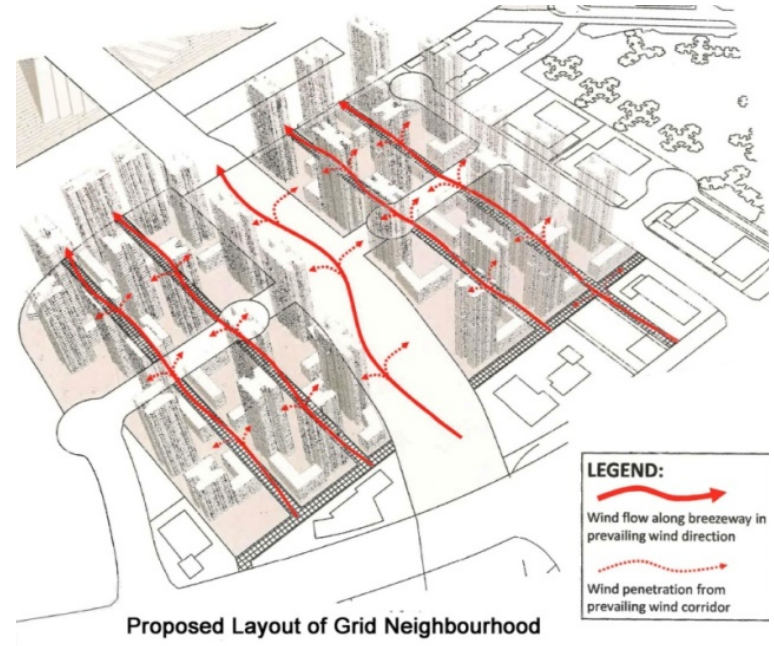 LEGEND:
Wind flow along breezeway in
prevailing wind direction
Wind penetration from
prevailing wind corridor
Proposed Layout of Grid Neighbourhood